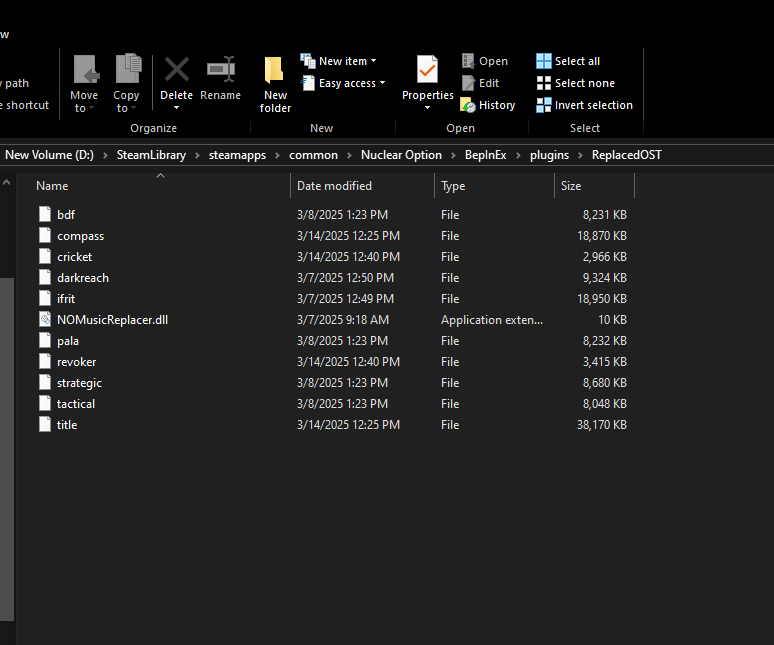 w
y path
e shortcut
Move to
Copy to
Delete
Rename
Organize
New folder
New item
Easy access
New
Properties
Open
Edit
History
Open
Select all
Select none
Invert selection
Select
New Volume (D:) > SteamLibrary > steamapps > common > Nuclear Option > BepInEx > plugins > ReplacedOST
Name Date modified Type Size
bdf 3/8/2025 1:23 PM File 8,231 KB
compass 3/14/2025 12:25 PM File 18,870 KB
cricket 3/14/2025 12:40 PM File 2,966 KB
darkreach 3/7/2025 12:50 PM File 9,324 KB
ifrit 3/7/2025 12:49 PM File 18,950 KB
NOMusicReplacer.dll 3/7/2025 9:18 AM Application exten... 10 KB
pala 3/8/2025 1:23 PM File 8,232 KB
revoker 3/14/2025 12:40 PM File 3,415 KB
strategic 3/8/2025 1:23 PM File 8,680 KB
tactical 3/8/2025 1:23 PM File 8,048 KB
title 3/14/2025 12:25 PM File 38,170 KB